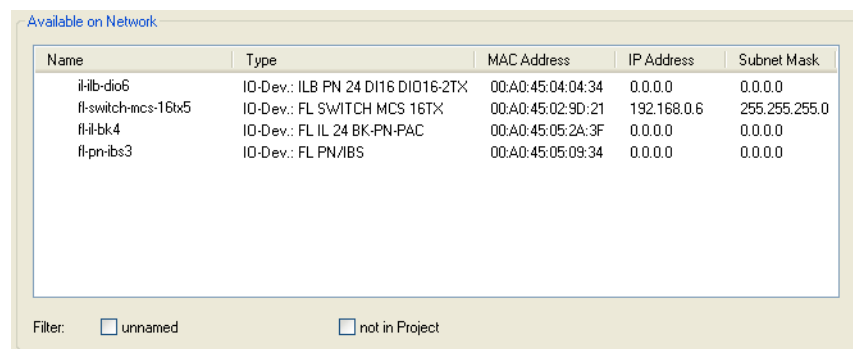 Available on Network
Name Type MAC Address IP Address Subnet Mask
il-ilb-dio6 IO-Dev.: ILB PN 24 DI16 DIO16-2TX 00:A0:45:04:04:34 0.0.0.0 0.0.0.0
fl-switch-mcs-16tx5 IO-Dev.: FL SWITCH MCS 16TX 00:A0:45:02:9D:21 192.168.0.6 255.255.255.0
fl-il-bk4 IO-Dev.: FL IL 24 BK-PN-PAC 00:A0:45:05:2A:3F 0.0.0.0 0.0.0.0
fl-pn-ibs3 IO-Dev.: FL PN/IBS 00:A0:45:05:09:34 0.0.0.0 0.0.0.0
Filter: unnamed not in Project